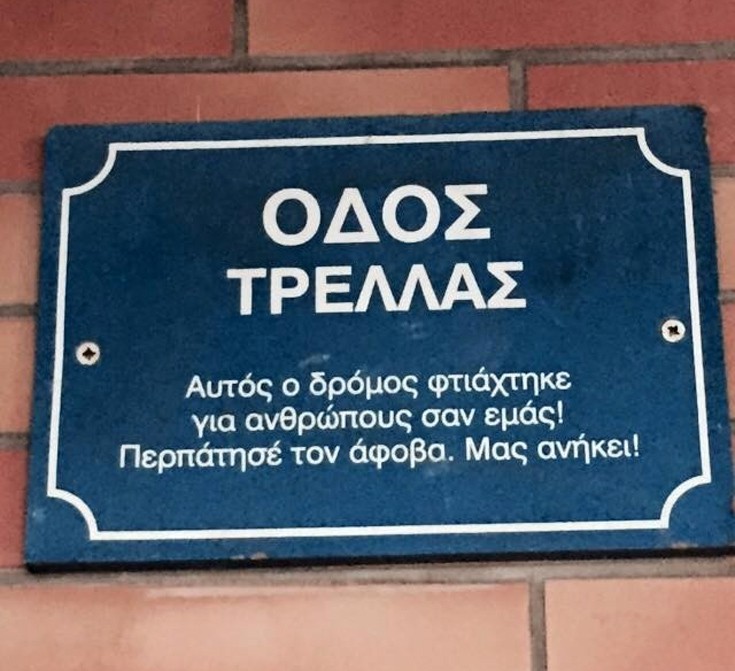 ΟΔΟΣ
ΤΡΕΛΛΑΣ
Αυτός ο δρόμος φτιάχτηκε
για ανθρώπους σαν εμάς!
Περπάτησέ τον άφοβα. Μας ανήκει!